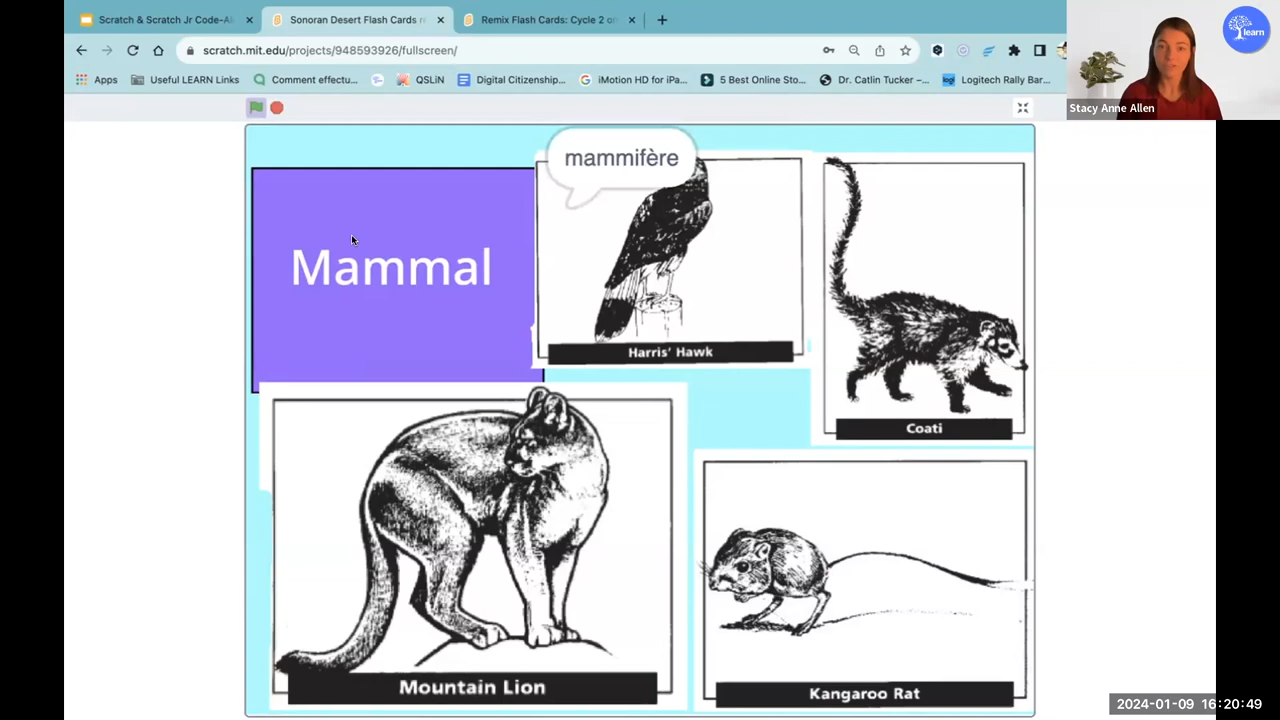 Scratch & Scratch Jr Code-Al
Sonoran Desert Flash Cards r
Remix Flash Cards: Cycle 2 o
scratch.mit.edu/projects/948593926/fullscreen/
Apps
Useful LEARN Links
Comment effectu...
QSLiN
Digital Citizenship...
iMotion HD for iPa...
5 Best Online Sto...
Dr. Catlin Tucker –...
Logitech Rally Bar...
learn
Stacy Anne Allen
mammifère
Mammal
Harris' Hawk
Coati
Mountain Lion
Kangaroo Rat
2024-01-09 16:20:49